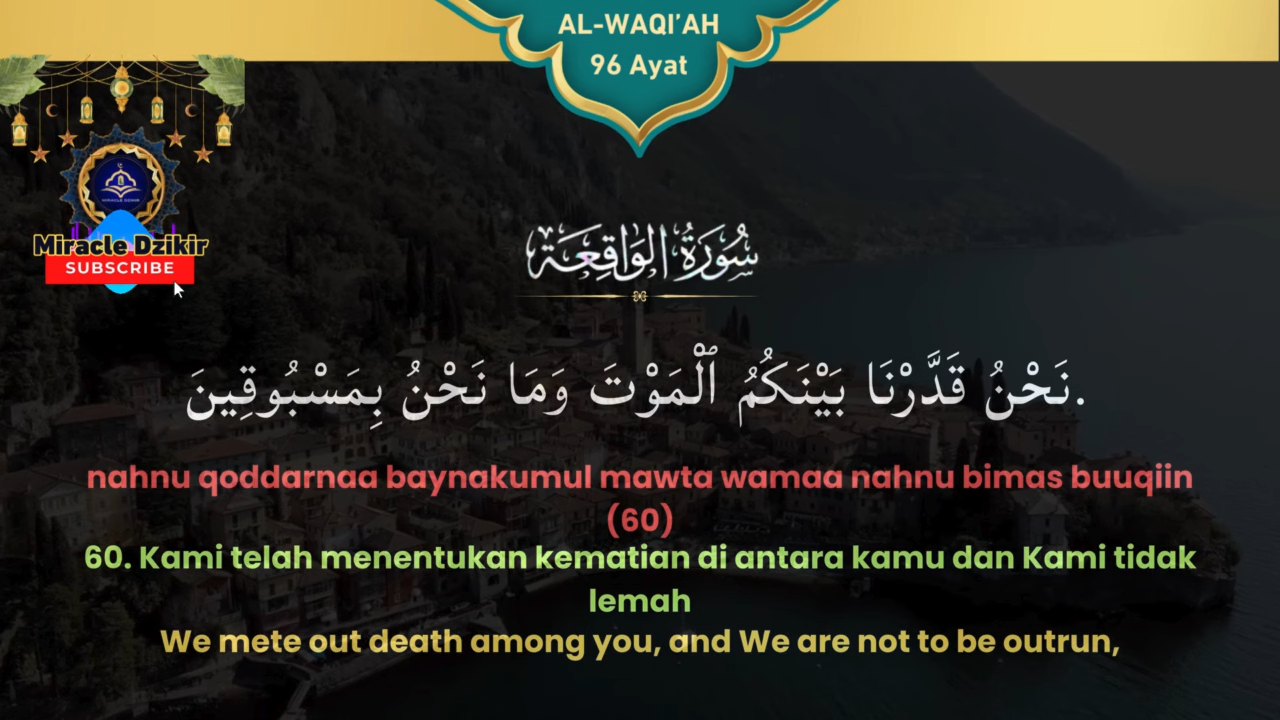 AL-WAQI’AH
96 Ayat
Miracle Dzikir
SUBSCRIBE
سُورَةُ الوَاقِعَة
نَحْنُ قَدَّرْنَا بَيْنَكُمُ ٱلْمَوْتَ وَمَا نَحْنُ بِمَسْبُوقِينَ.
nahnu qoddarnaa baynakumul mawta wamaa nahnu bimas buuqiin
(60)
60. Kami telah menentukan kematian di antara kamu dan Kami tidak
lemah
We mete out death among you, and We are not to be outrun,